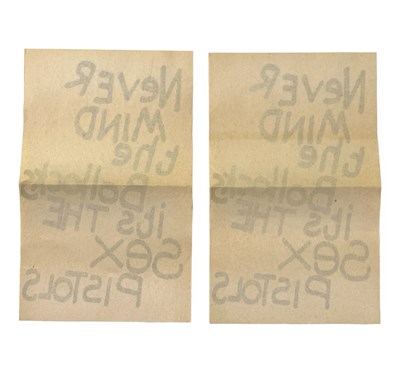 NeveR
MIND
the
Bollocks
its THE
SeX
PISTOLS
NeveR
MIND
the
Bollocks
its THE
SeX
PISTOLS